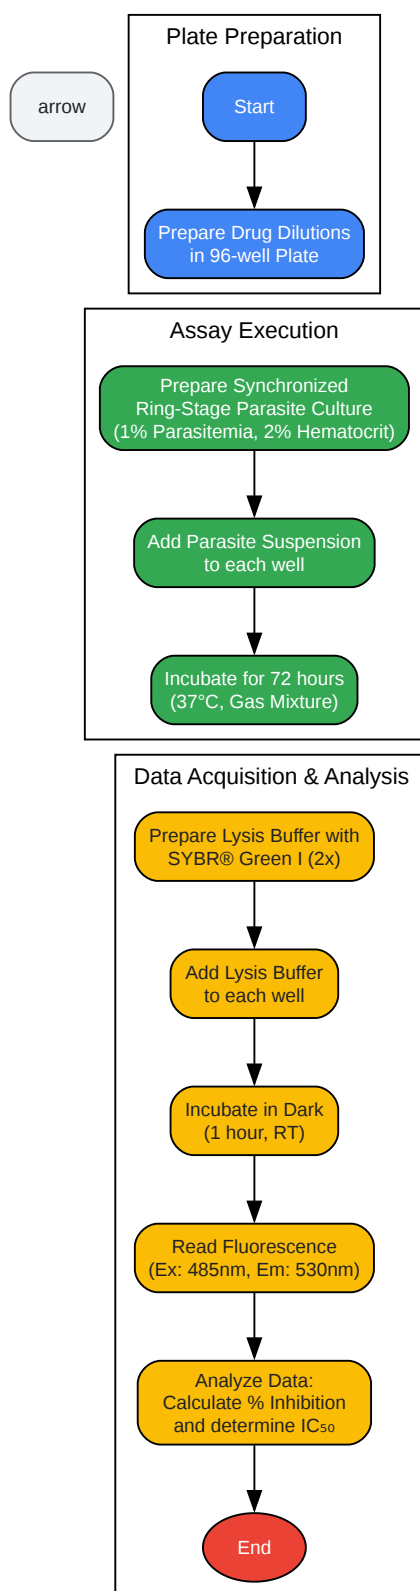 Plate Preparation
arrow
Start
Prepare Drug Dilutions
in 96-well Plate
Assay Execution
Prepare Synchronized
Ring-Stage Parasite Culture
(1% Parasitemia, 2% Hematocrit)
Add Parasite Suspension
to each well
Incubate for 72 hours
(37°C, Gas Mixture)
Data Acquisition & Analysis
Prepare Lysis Buffer with
SYBR® Green I (2x)
Add Lysis Buffer
to each well
Incubate in Dark
(1 hour, RT)
Read Fluorescence
(Ex: 485nm, Em: 530nm)
Analyze Data:
Calculate % Inhibition
and determine IC₅₀
End